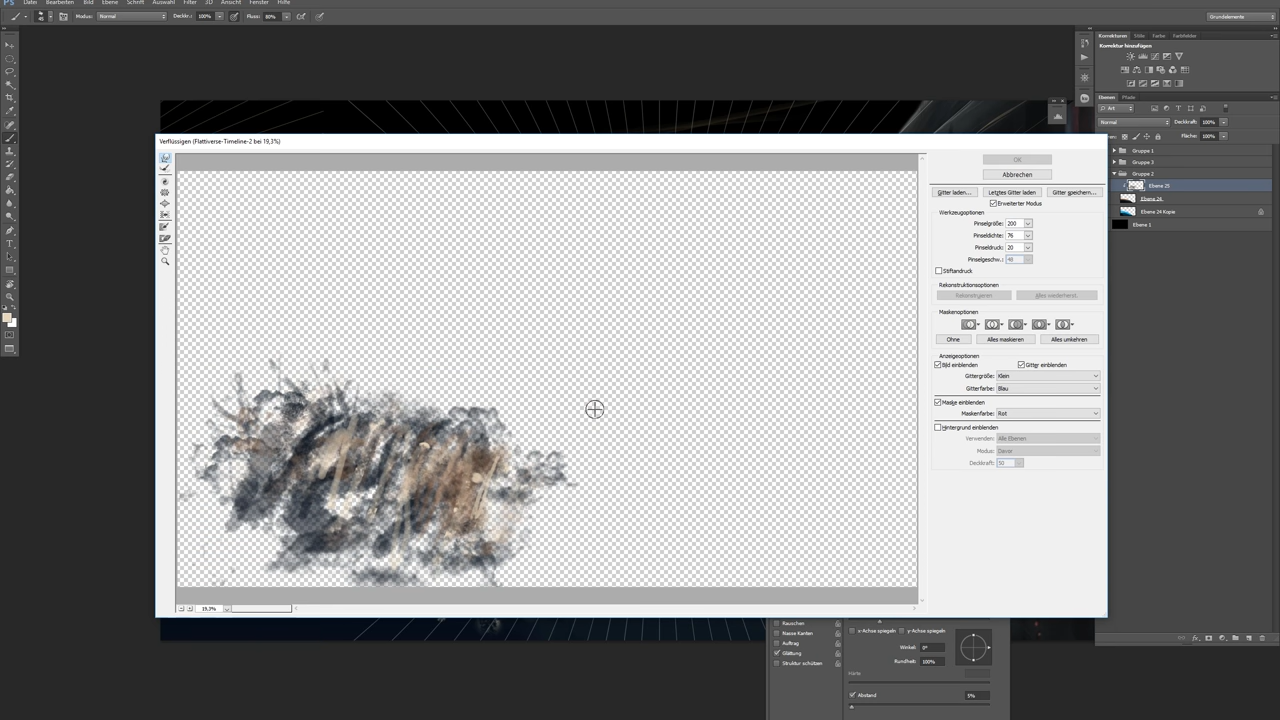 Datei Bearbeiten Bild Ebene Schrift Auswahl Filter 3D Ansicht Fenster Hilfe
45 Modus: Normal Deckkr.: 100% Fluss: 80% Grundelemente
Korrekturen Stile Farbe Farbfelder
Korrektur hinzufügen
Ebenen Pfade
Art
Normal Deckkraft: 100%
Fläche: 100%
Gruppe 1
Gruppe 3
Gruppe 2
Ebene 25
Ebene 24
Ebene 24 Kopie
Ebene 1
Verflüssigen (Flattiverse-Timeline-2 bei 19,3%)
OK
Abbrechen
Gitter laden... Letztes Gitter laden Gitter speichern...
Erweiterter Modus
Werkzeugoptionen
Pinselgröße: 200
Pinseldichte: 76
Pinseldruck: 20
Pinselgeschw.: 48
Stiftandruck
Rekonstruktionsoptionen
Rekonstruieren Alles wiederherst.
Maskenoptionen
Ohne Alles maskieren Alles umkehren
Anzeigeoptionen
Bild einblenden Gitter einblenden
Gittergröße: Klein
Gitterfarbe: Blau
Maske einblenden
Maskenfarbe: Rot
Hintergrund einblenden
Verwenden: Alle Ebenen
Modus: Davor
Deckkraft: 50
19,3%
Rauschen
Nasse Kanten
Auftrag
Glättung
Struktur schützen
x-Achse spiegeln y-Achse spiegeln
Winkel: 0°
Rundheit: 100%
Härte
Abstand 5%